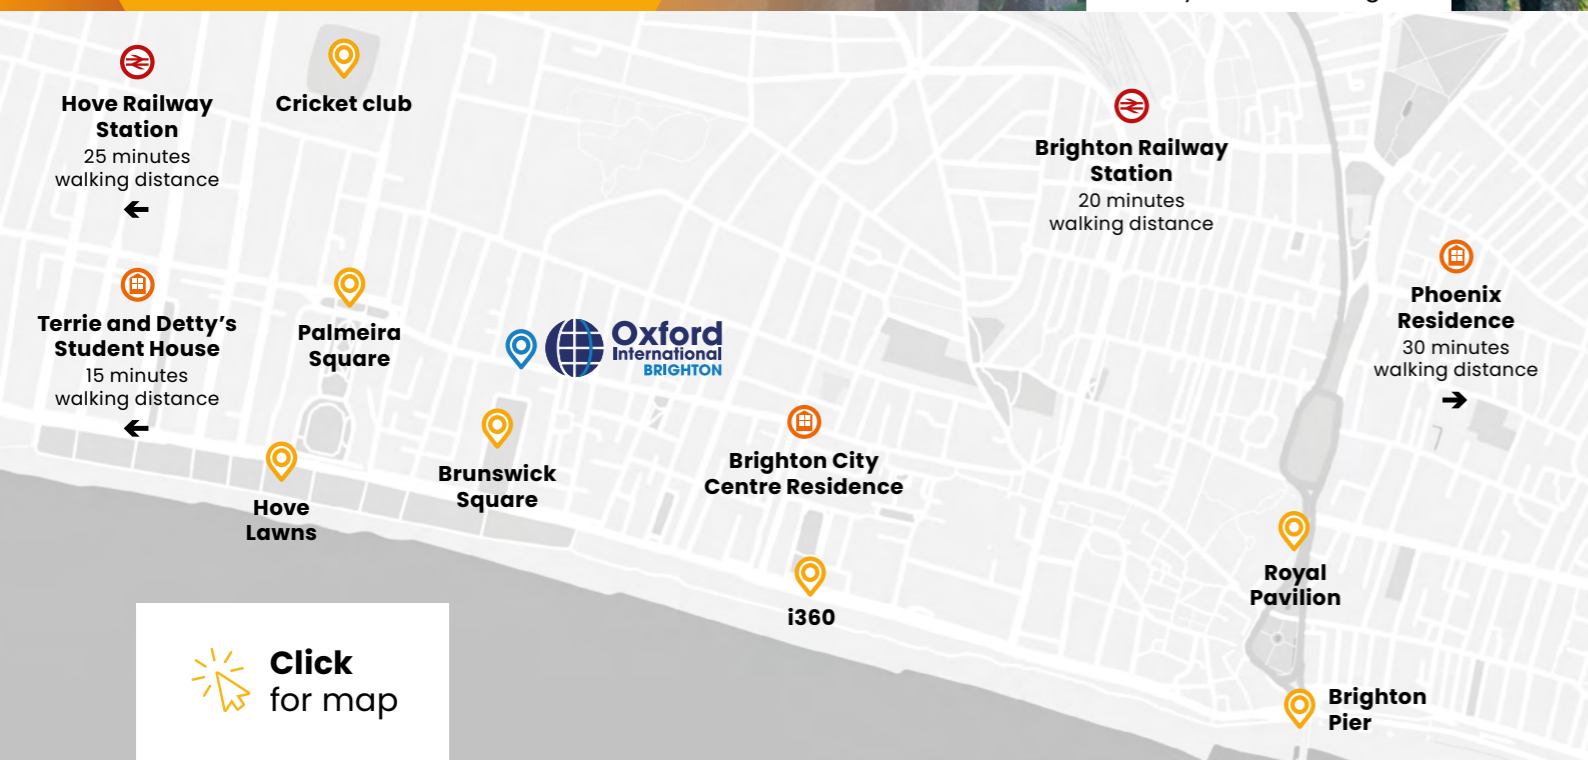 Hove Railway
Station
25 minutes
walking distance
Cricket club
Brighton Railway
Station
20 minutes
walking distance
Terrie and Detty's
Student House
15 minutes
walking distance
Palmeira
Square
Oxford
International
BRIGHTON
Phoenix
Residence
30 minutes
walking distance
Hove
Lawns
Brunswick
Square
Brighton City
Centre Residence
i360
Royal
Pavilion
Brighton
Pier
Click
for map